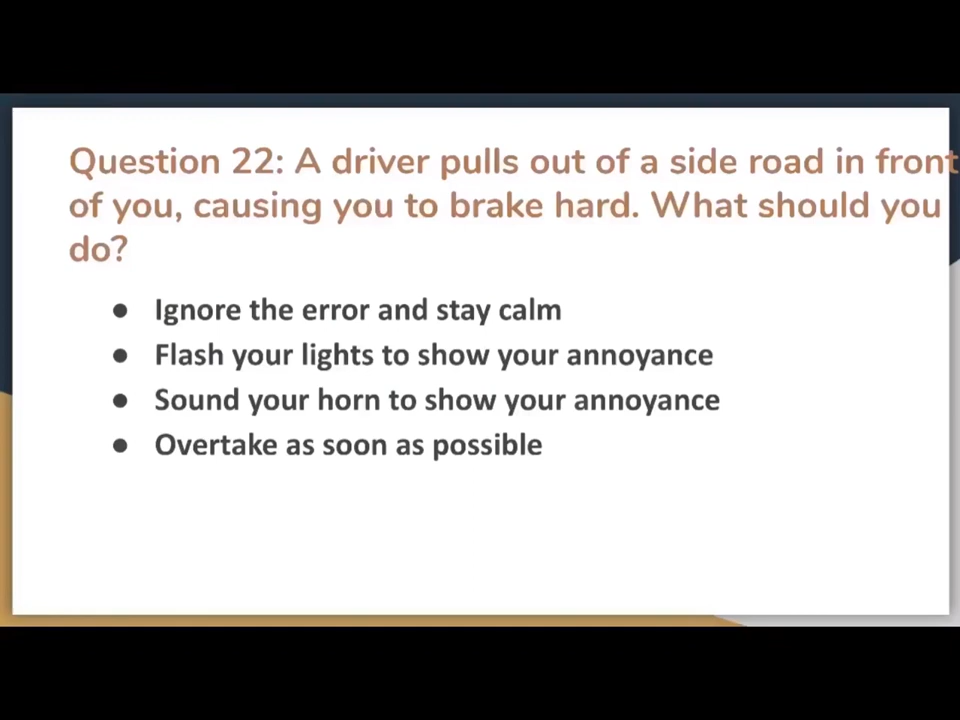 Question 22: A driver pulls out of a side road in front
of you, causing you to brake hard. What should you
do?
● Ignore the error and stay calm
● Flash your lights to show your annoyance
● Sound your horn to show your annoyance
● Overtake as soon as possible